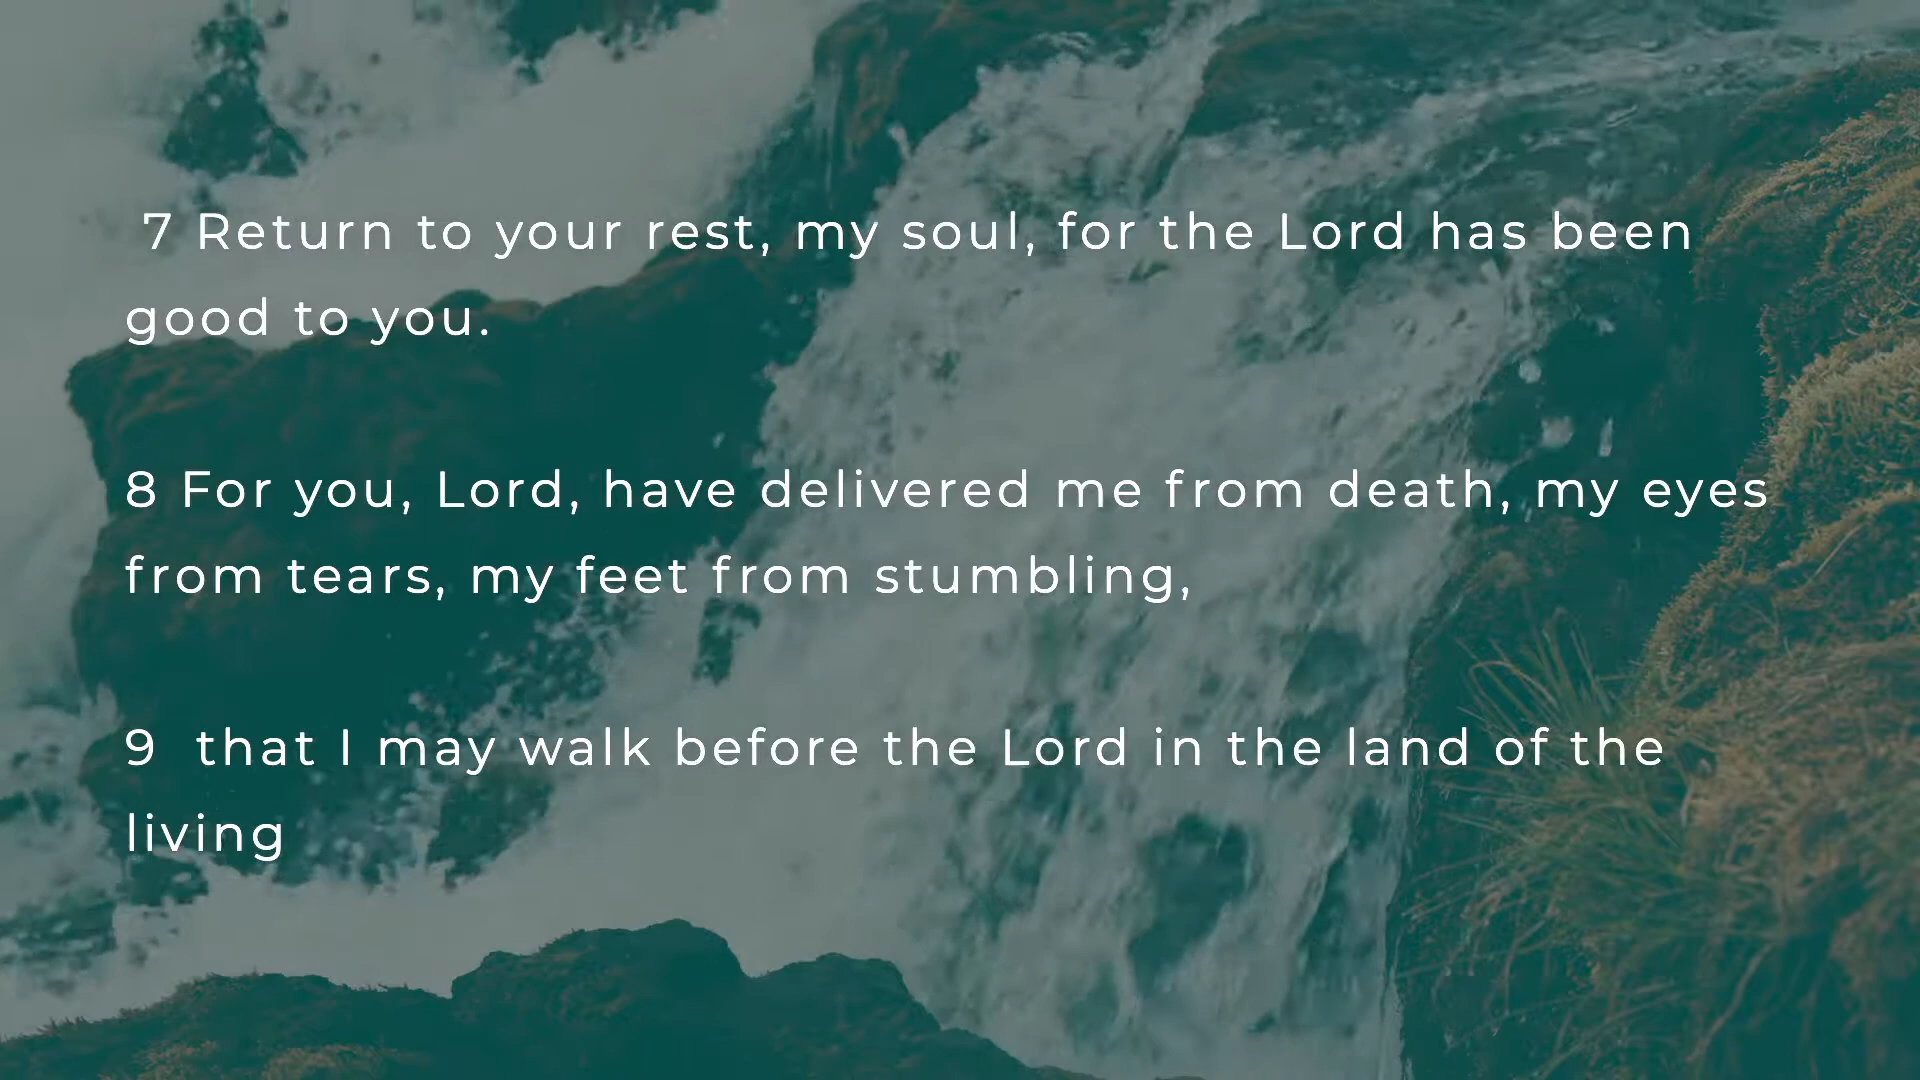 7 Return to your rest, my soul, for the Lord has been
good to you.
8 For you, Lord, have delivered me from death, my eyes
from tears, my feet from stumbling,
9 that I may walk before the Lord in the land of the
living